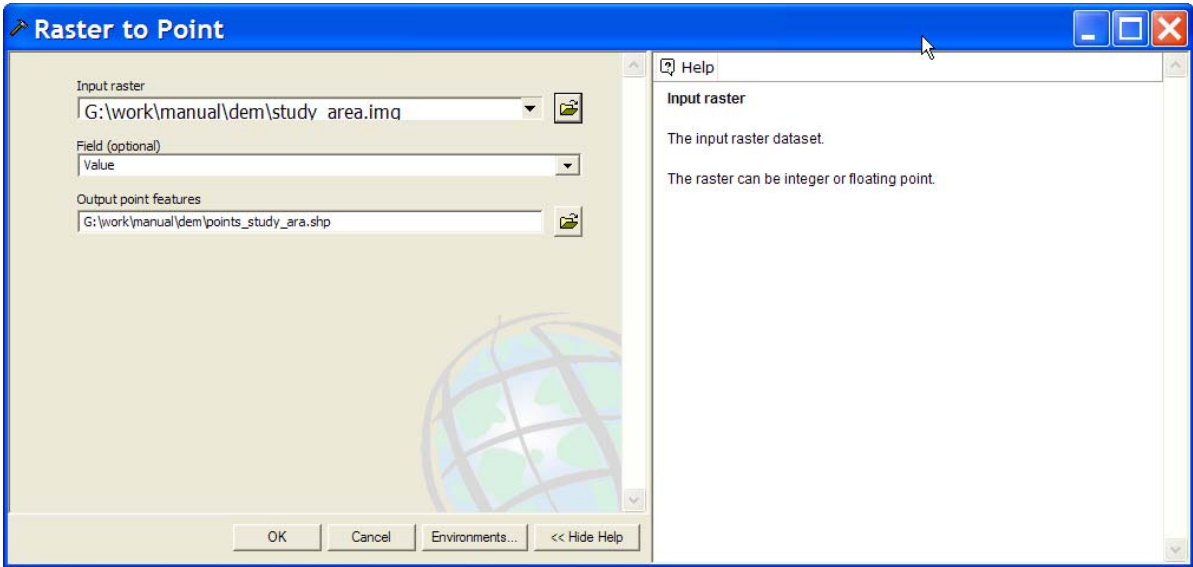 Raster to Point
Input raster
G:\work\manual\dem\study_area.img
Field (optional)
Value
Output point features
G:\work\manual\dem\points_study_ara.shp
OK
Cancel
Environments...
<< Hide Help
Help
Input raster
The input raster dataset.
The raster can be integer or floating point.